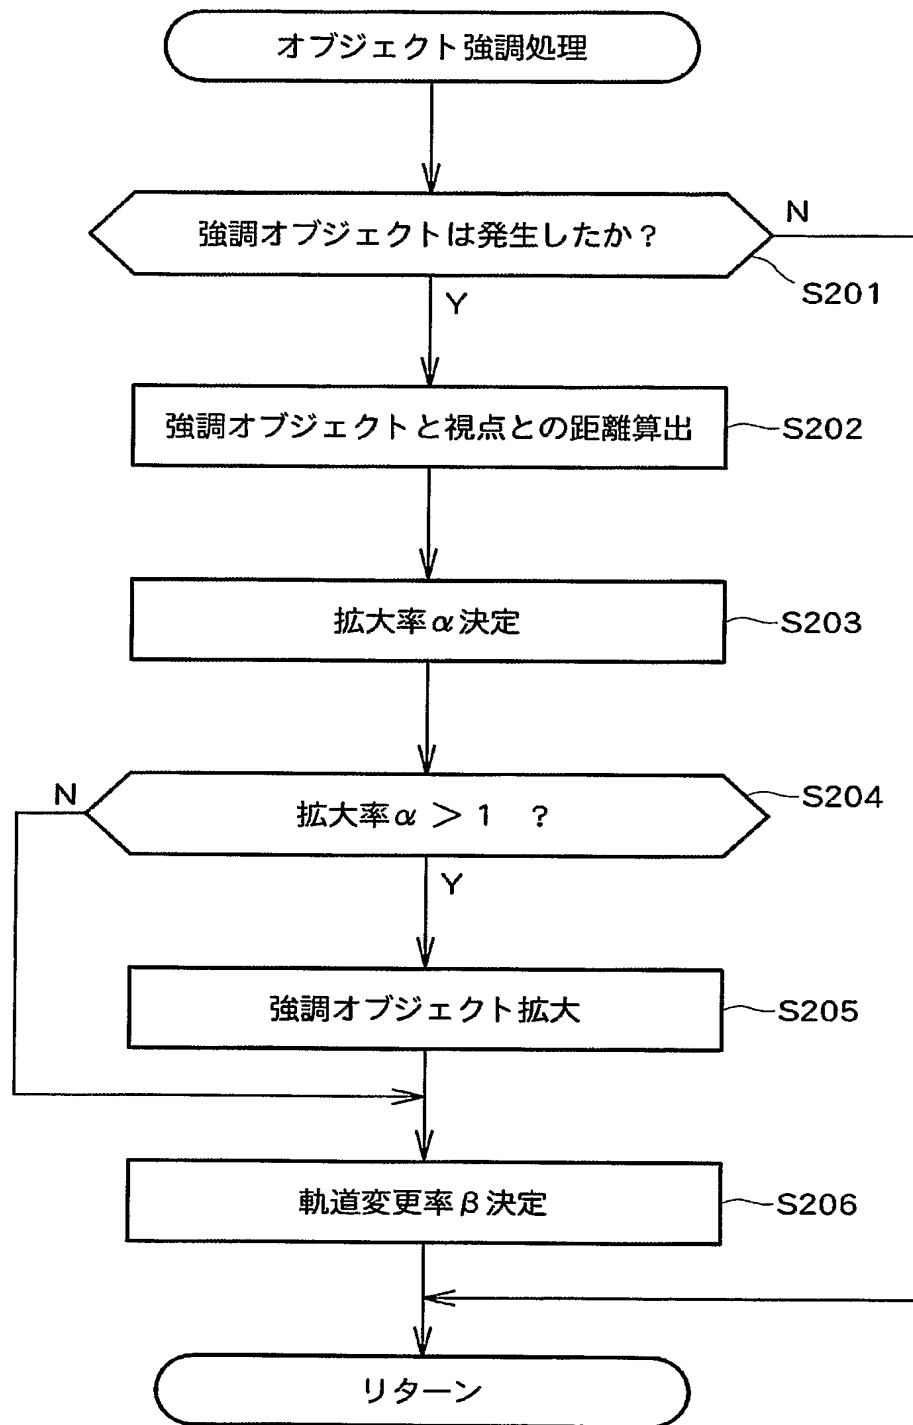 オブジェクト強調処理
強調オブジェクトは発生したか？
N
S201
Y
強調オブジェクトと視点との距離算出
S202
拡大率α決定
S203
N
拡大率α ＞ 1 ？
S204
Y
強調オブジェクト拡大
S205
軌道変更率β決定
S206
リターン